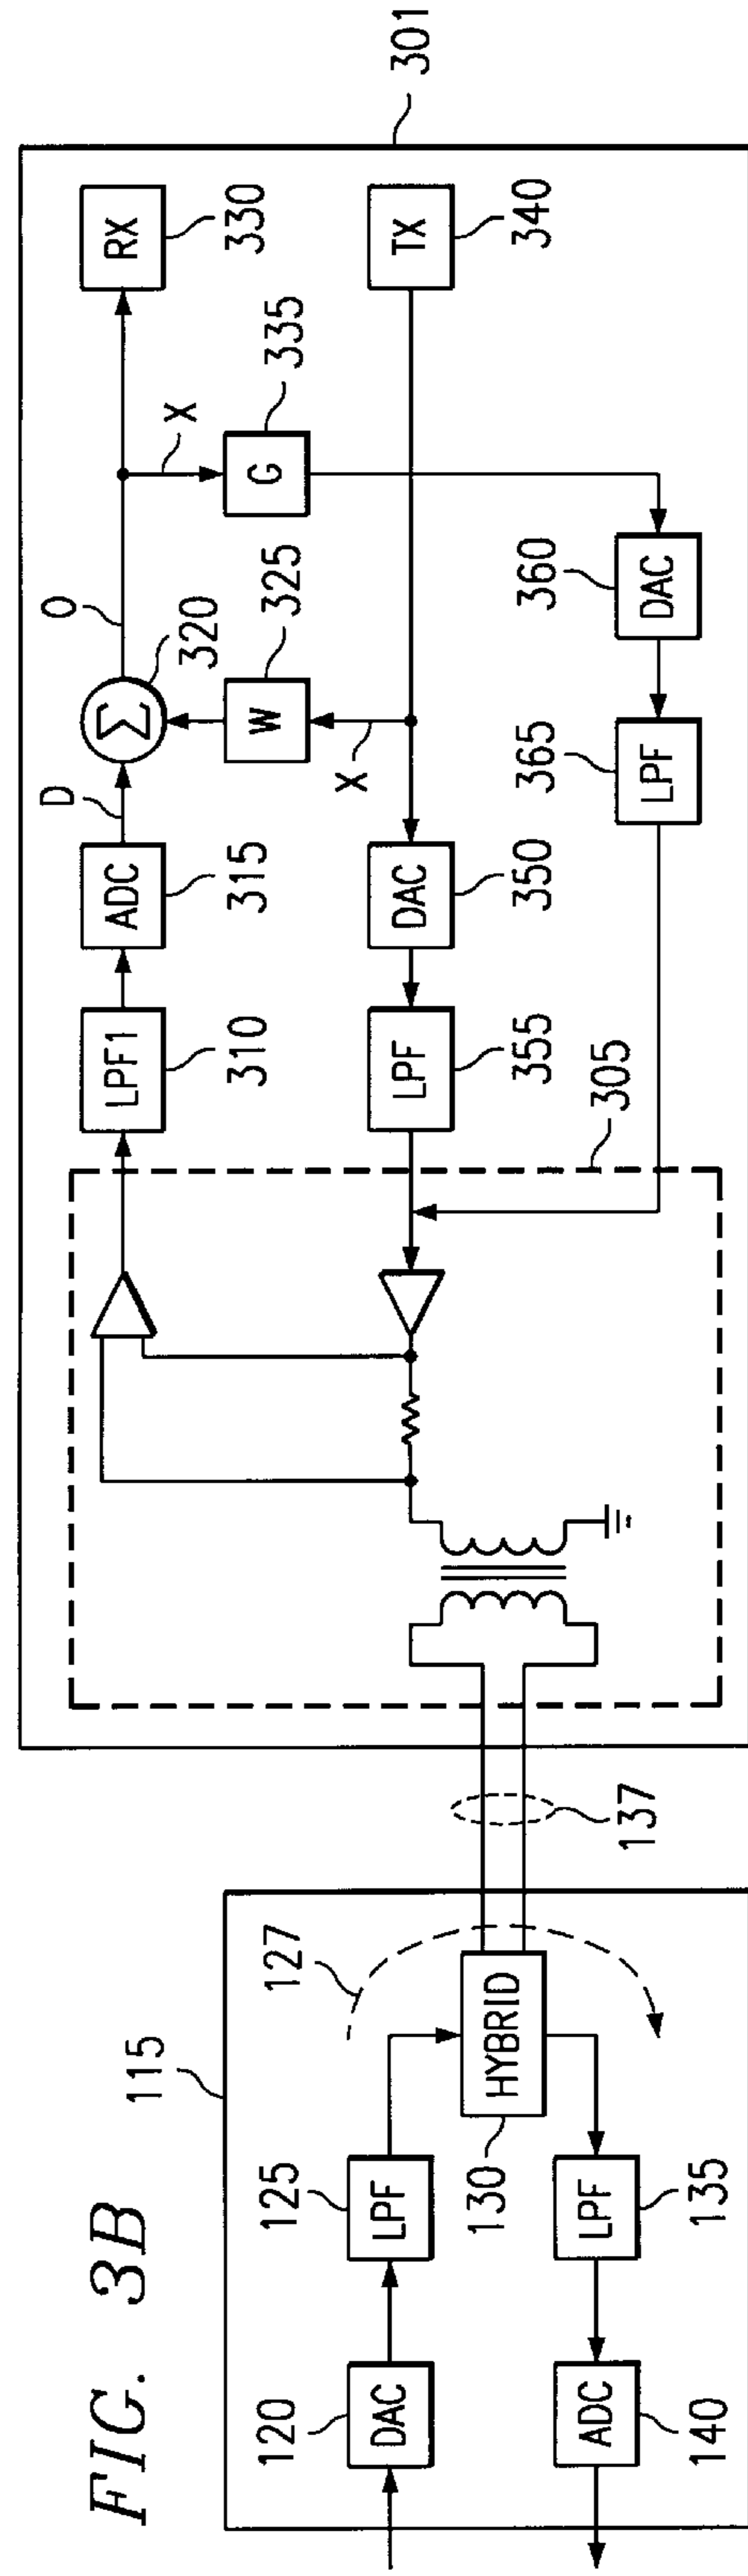 FIG. 3B
115
120
DAC
125
LPF
127
HYBRID
130
LPF
135
ADC
140
137
301
305
LPF1
310
ADC
315
D
Σ
320
O
W
325
X
RX
330
X
G
335
TX
340
DAC
350
LPF
355
DAC
360
LPF
365